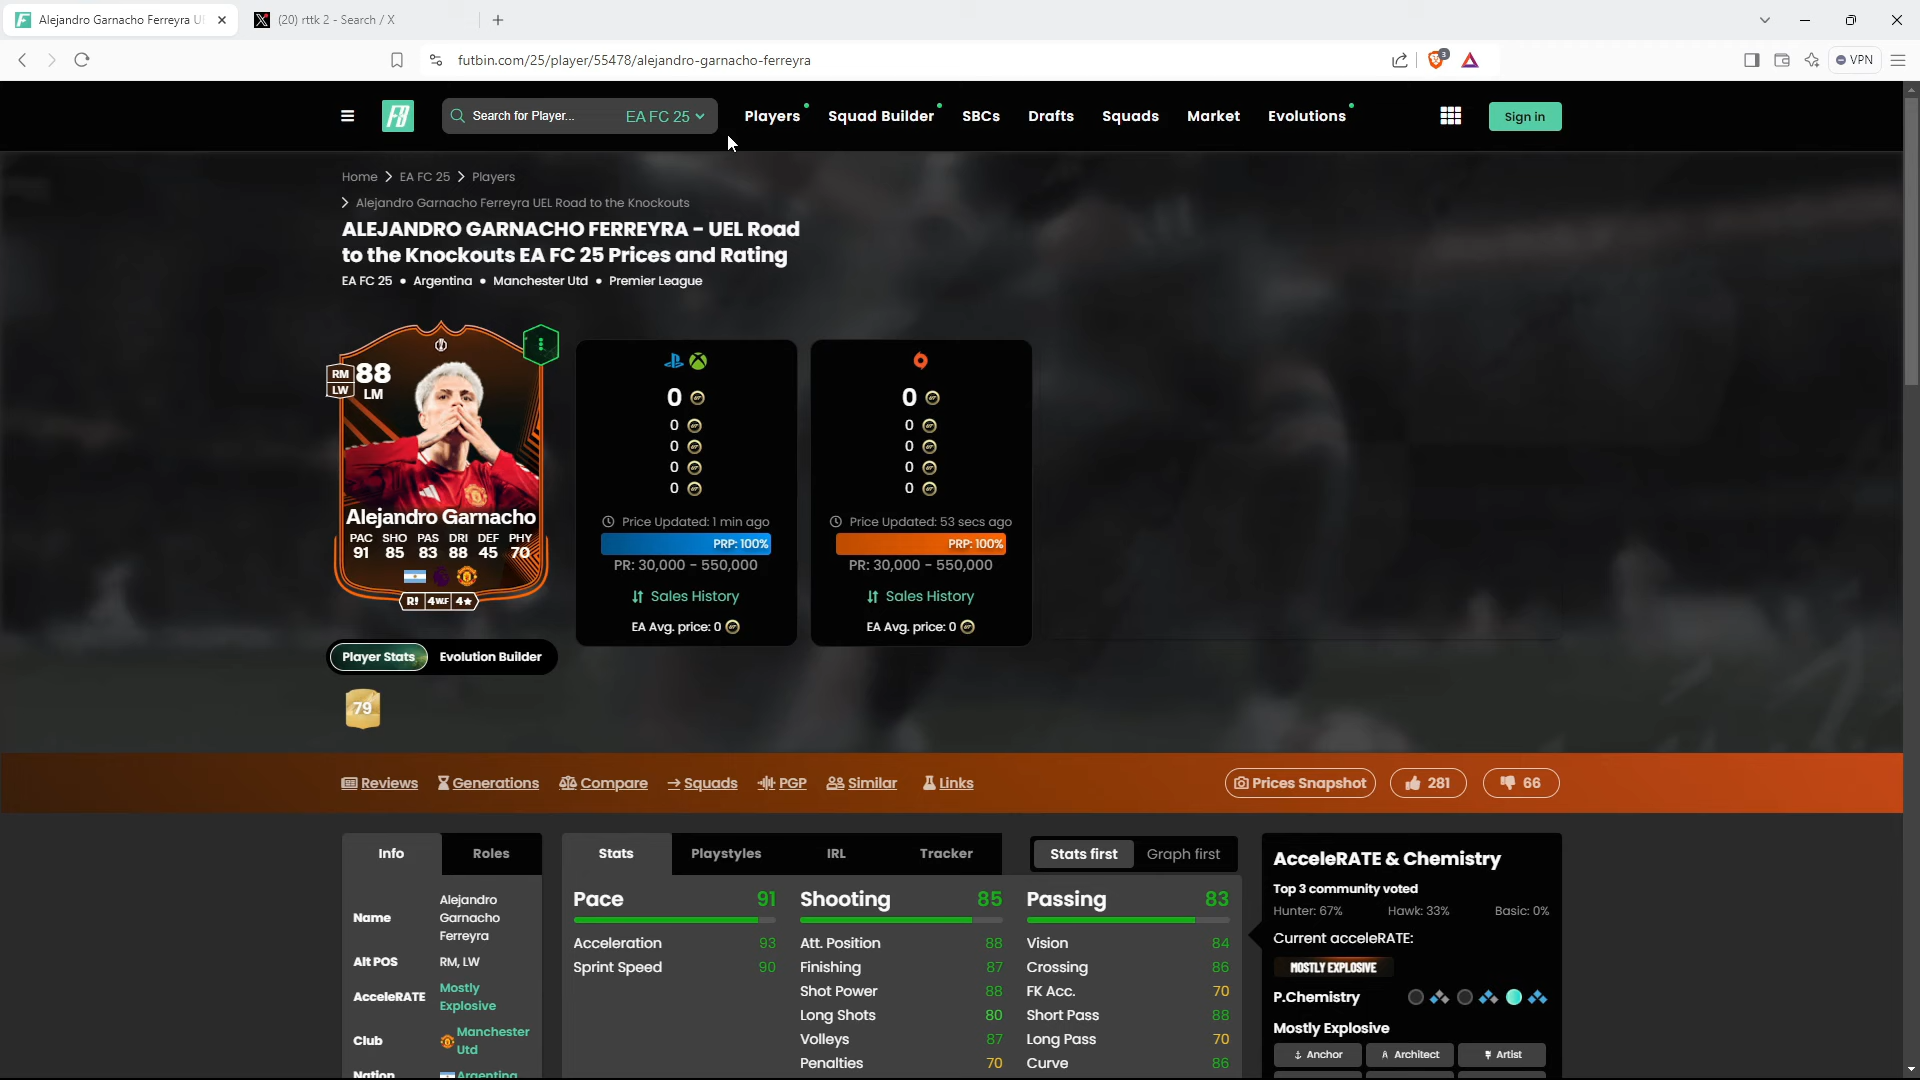 Alejandro Garnacho Ferreyra UE
(20) rttk 2 - Search / X
futbin.com/25/player/55478/alejandro-garnacho-ferreyra
3
VPN
Search for Player...
EA FC 25
Players
Squad Builder
SBCs
Drafts
Squads
Market
Evolutions
Sign in
Home > EA FC 25 > Players
> Alejandro Garnacho Ferreyra UEL Road to the Knockouts
ALEJANDRO GARNACHO FERREYRA - UEL Road
to the Knockouts EA FC 25 Prices and Rating
EA FC 25 • Argentina • Manchester Utd • Premier League
RM
LW
88
LM
Alejandro Garnacho
PAC SHO PAS DRI DEF PHY
91 85 83 88 45 70
R! 4W.F 4★
0
0
0
0
0
Price Updated: 1 min ago
PRP: 100%
PR: 30,000 - 550,000
Sales History
EA Avg. price: 0
0
0
0
0
0
Price Updated: 53 secs ago
PRP: 100%
PR: 30,000 - 550,000
Sales History
EA Avg. price: 0
Player Stats
Evolution Builder
79
Reviews
Generations
Compare
Squads
PGP
Similar
Links
Prices Snapshot
281
66
Info
Roles
Name
Alejandro
Garnacho
Ferreyra
Alt POS
RM, LW
AcceleRATE
Mostly
Explosive
Club
Manchester
Utd
Nation
Argentina
Stats
Playstyles
IRL
Tracker
Stats first
Graph first
Pace 91
Acceleration 93
Sprint Speed 90
Shooting 85
Att. Position 88
Finishing 87
Shot Power 88
Long Shots 80
Volleys 87
Penalties 70
Passing 83
Vision 84
Crossing 86
FK Acc. 70
Short Pass 88
Long Pass 70
Curve 86
AcceleRATE & Chemistry
Top 3 community voted
Hunter: 67% Hawk: 33% Basic: 0%
Current acceleRATE:
MOSTLY EXPLOSIVE
P.Chemistry
Mostly Explosive
Anchor
Architect
Artist